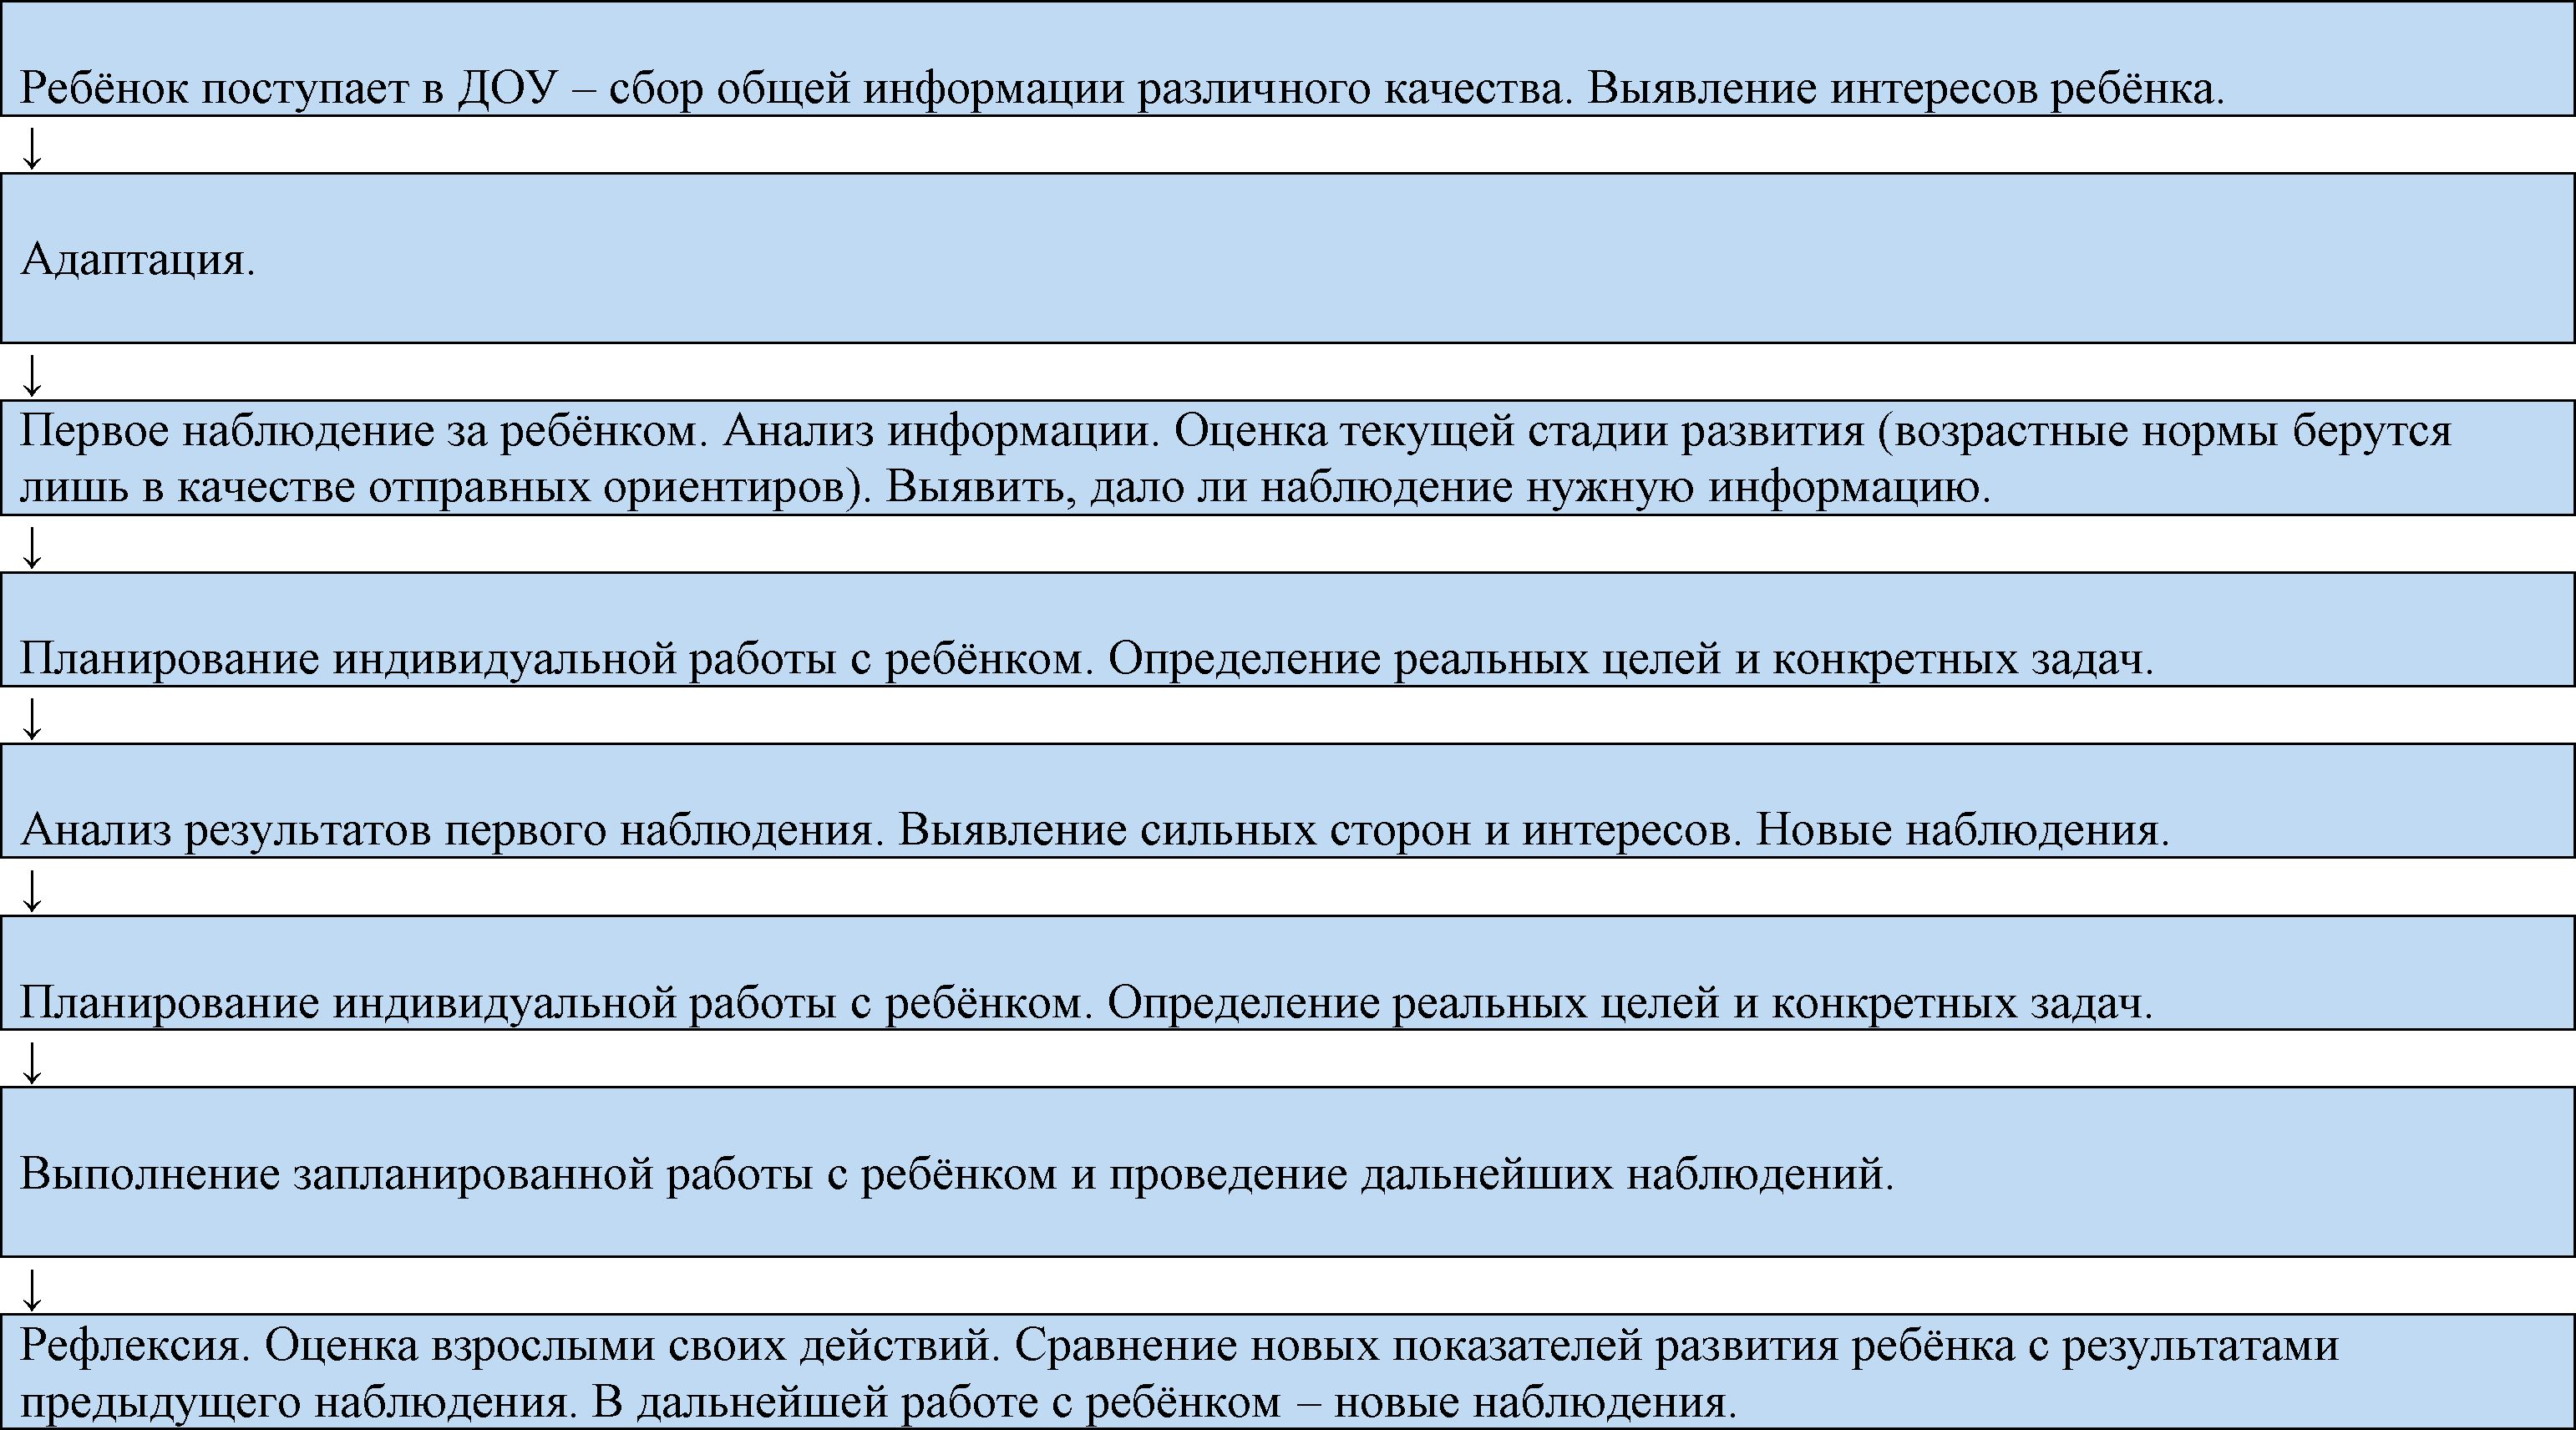 Ребёнок поступает в ДОУ – сбор общей информации различного качества. Выявление интересов ребёнка.
↓
Адаптация.
↓
Первое наблюдение за ребёнком. Анализ информации. Оценка текущей стадии развития (возрастные нормы берутся
лишь в качестве отправных ориентиров). Выявить, дало ли наблюдение нужную информацию.
↓
Планирование индивидуальной работы с ребёнком. Определение реальных целей и конкретных задач.
↓
Анализ результатов первого наблюдения. Выявление сильных сторон и интересов. Новые наблюдения.
↓
Планирование индивидуальной работы с ребёнком. Определение реальных целей и конкретных задач.
↓
Выполнение запланированной работы с ребёнком и проведение дальнейших наблюдений.
↓
Рефлексия. Оценка взрослыми своих действий. Сравнение новых показателей развития ребёнка с результатами
предыдущего наблюдения. В дальнейшей работе с ребёнком – новые наблюдения.